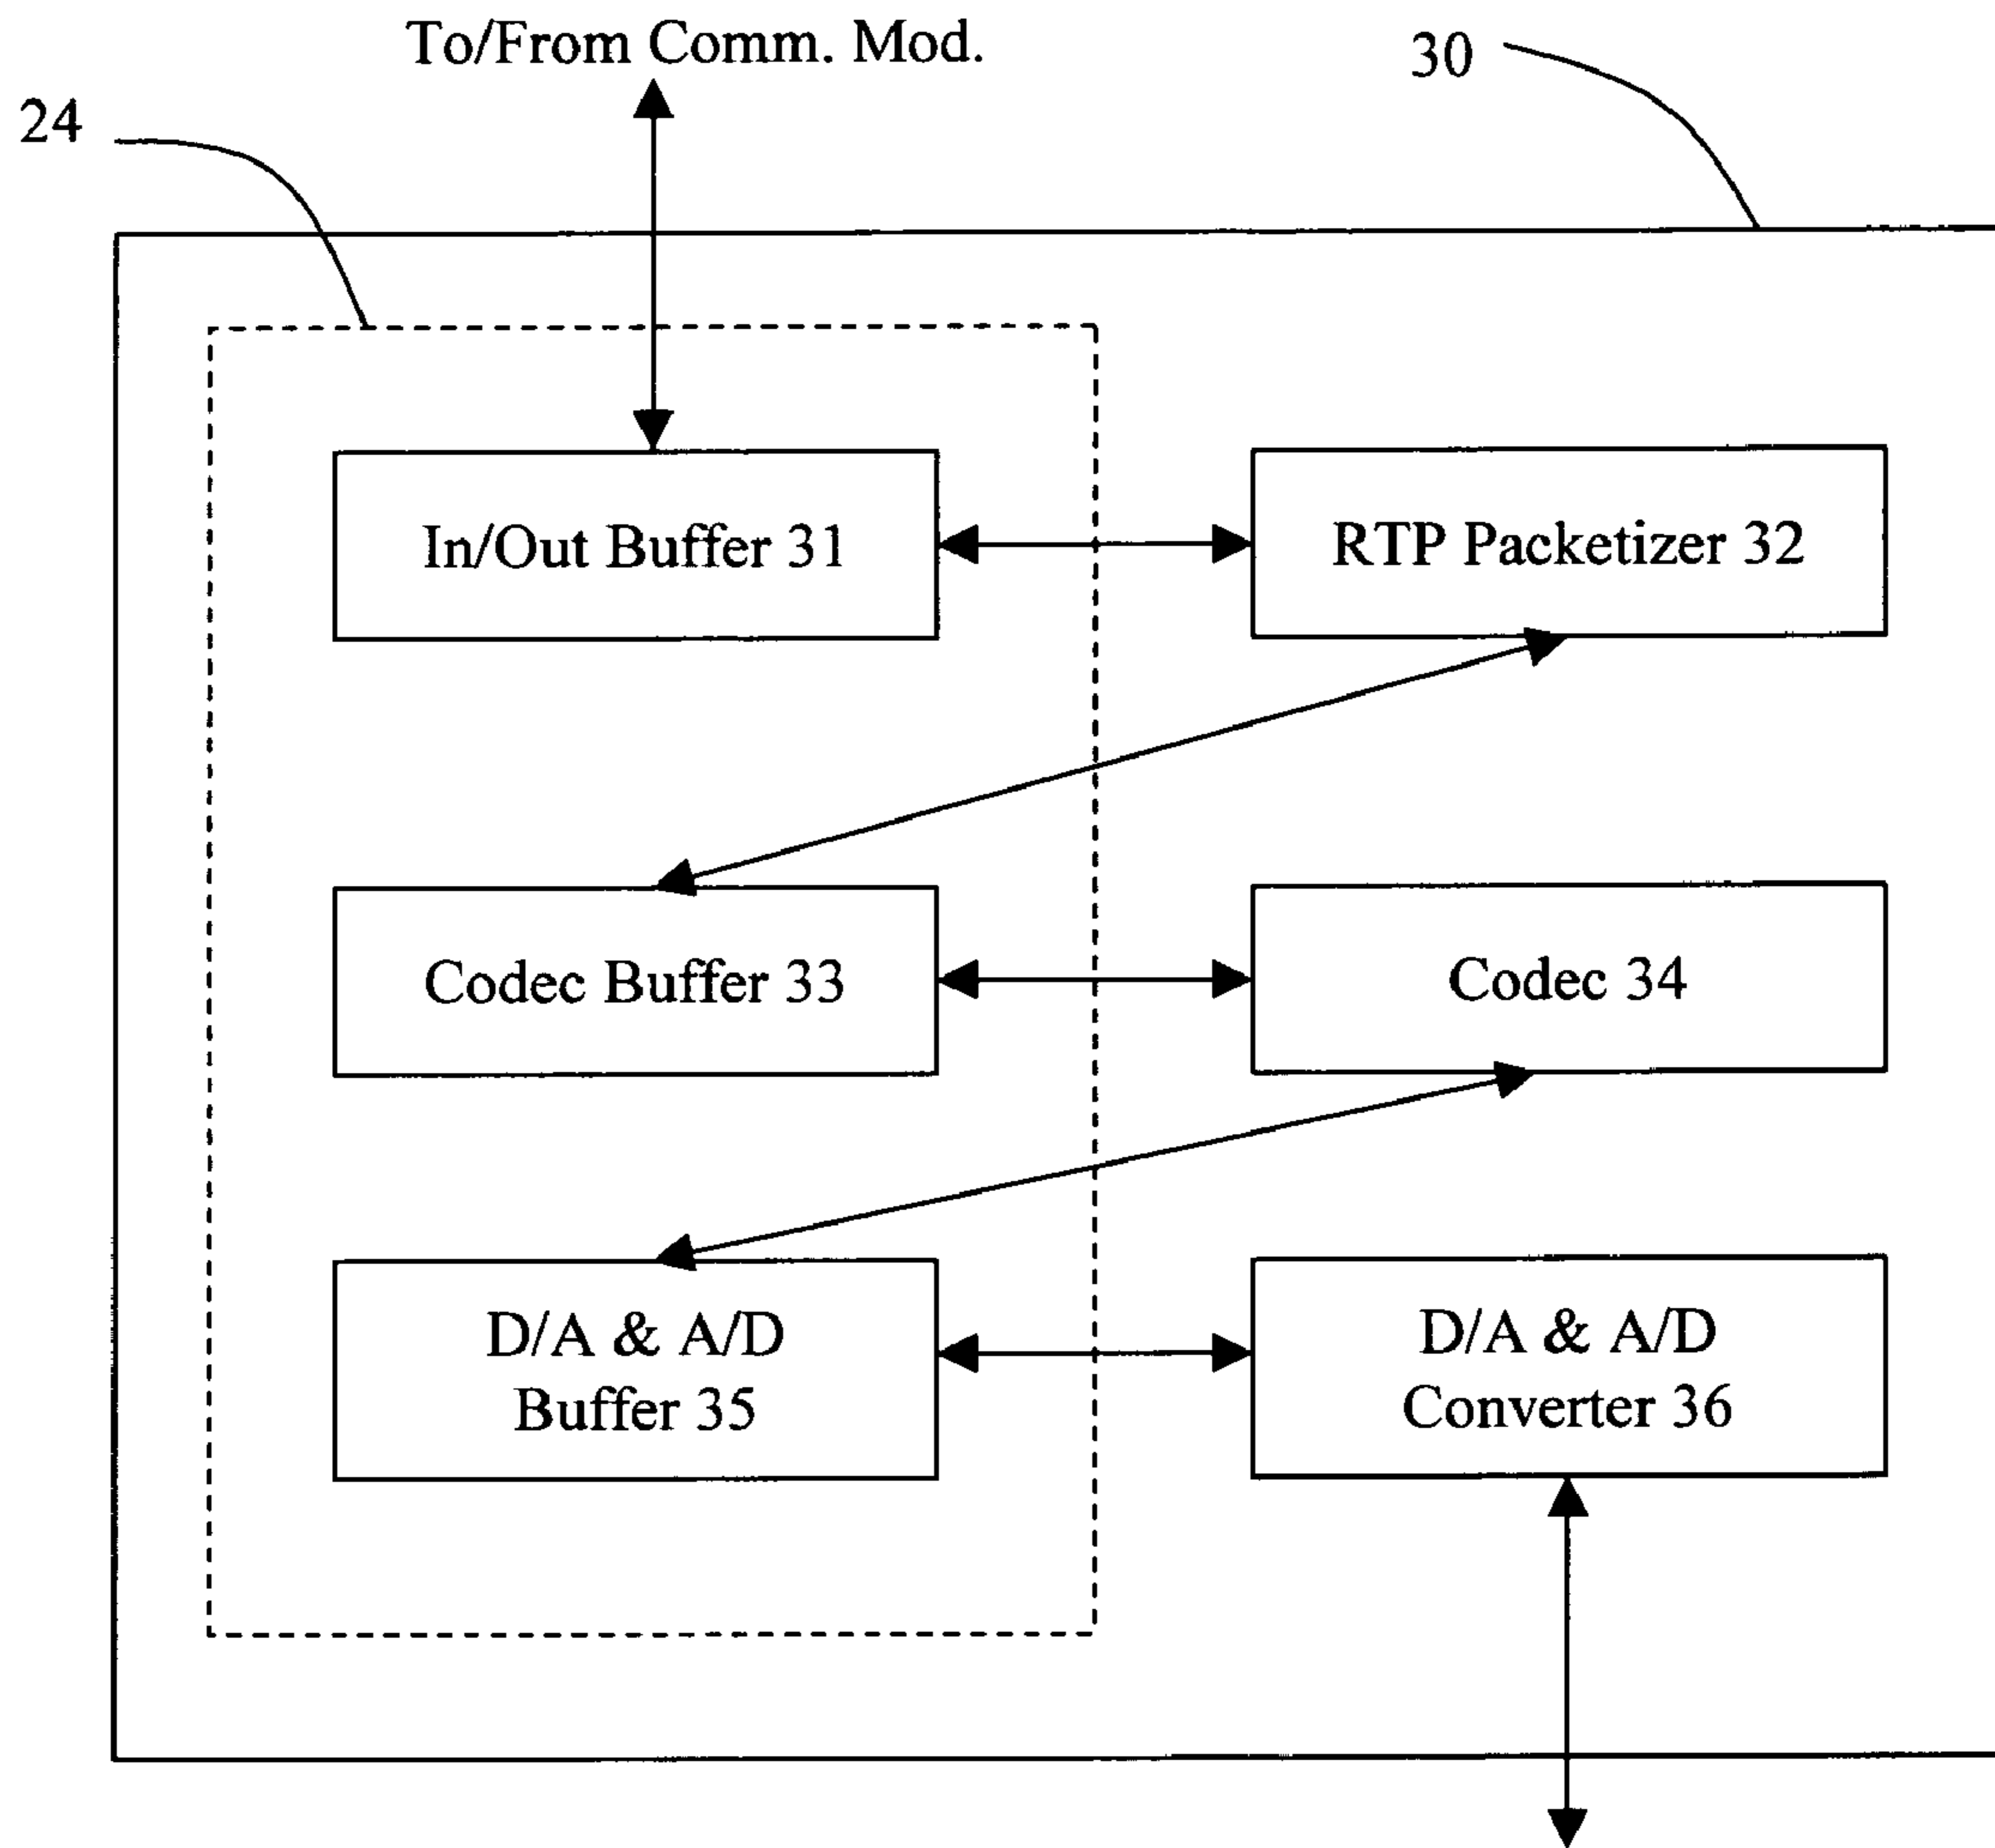 To/From Comm. Mod.
30
24
In/Out Buffer 31
RTP Packetizer 32
Codec Buffer 33
Codec 34
D/A & A/D
Buffer 35
D/A & A/D
Converter 36